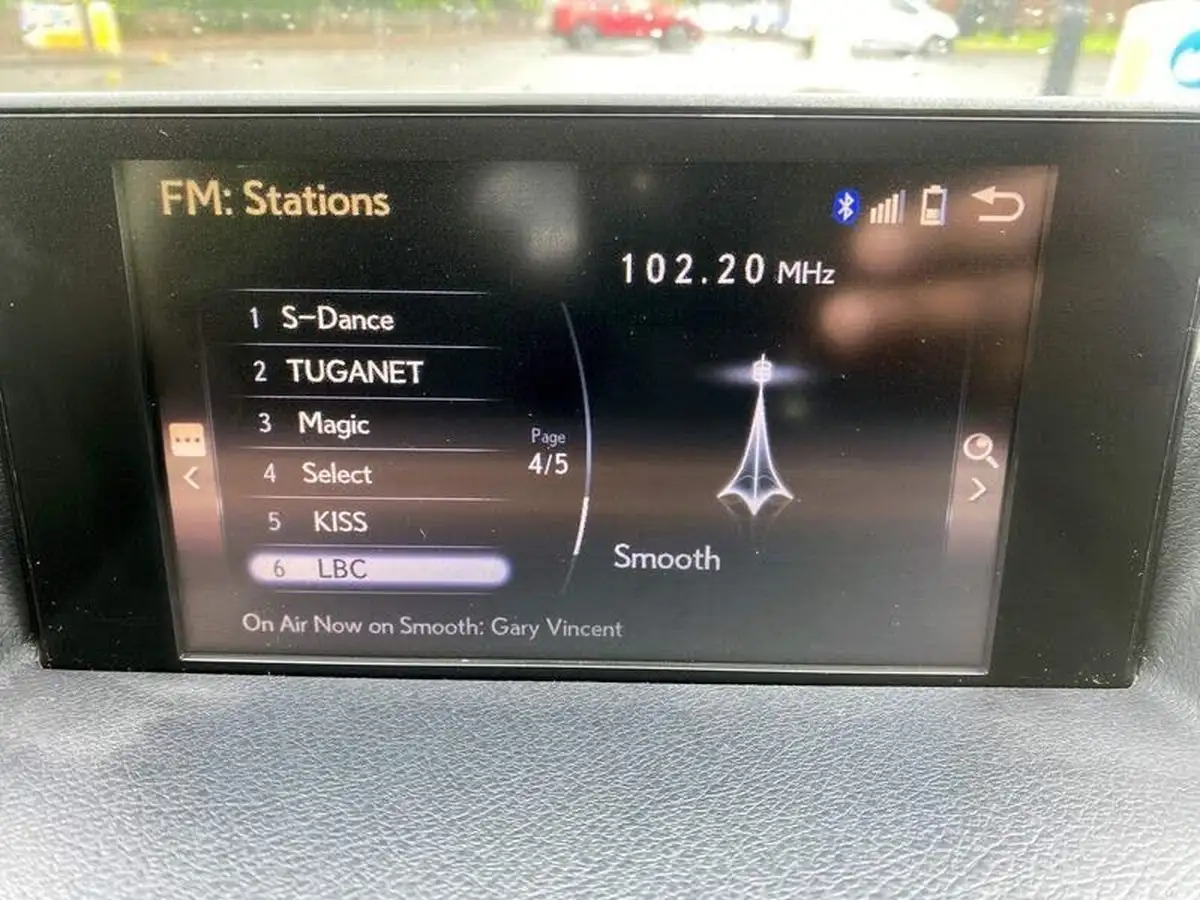 FM: Stations
102.20 MHz
1 S-Dance
2 TUGANET
3 Magic
4 Select
5 KISS
6 LBC
Page
4/5
Smooth
On Air Now on Smooth: Gary Vincent